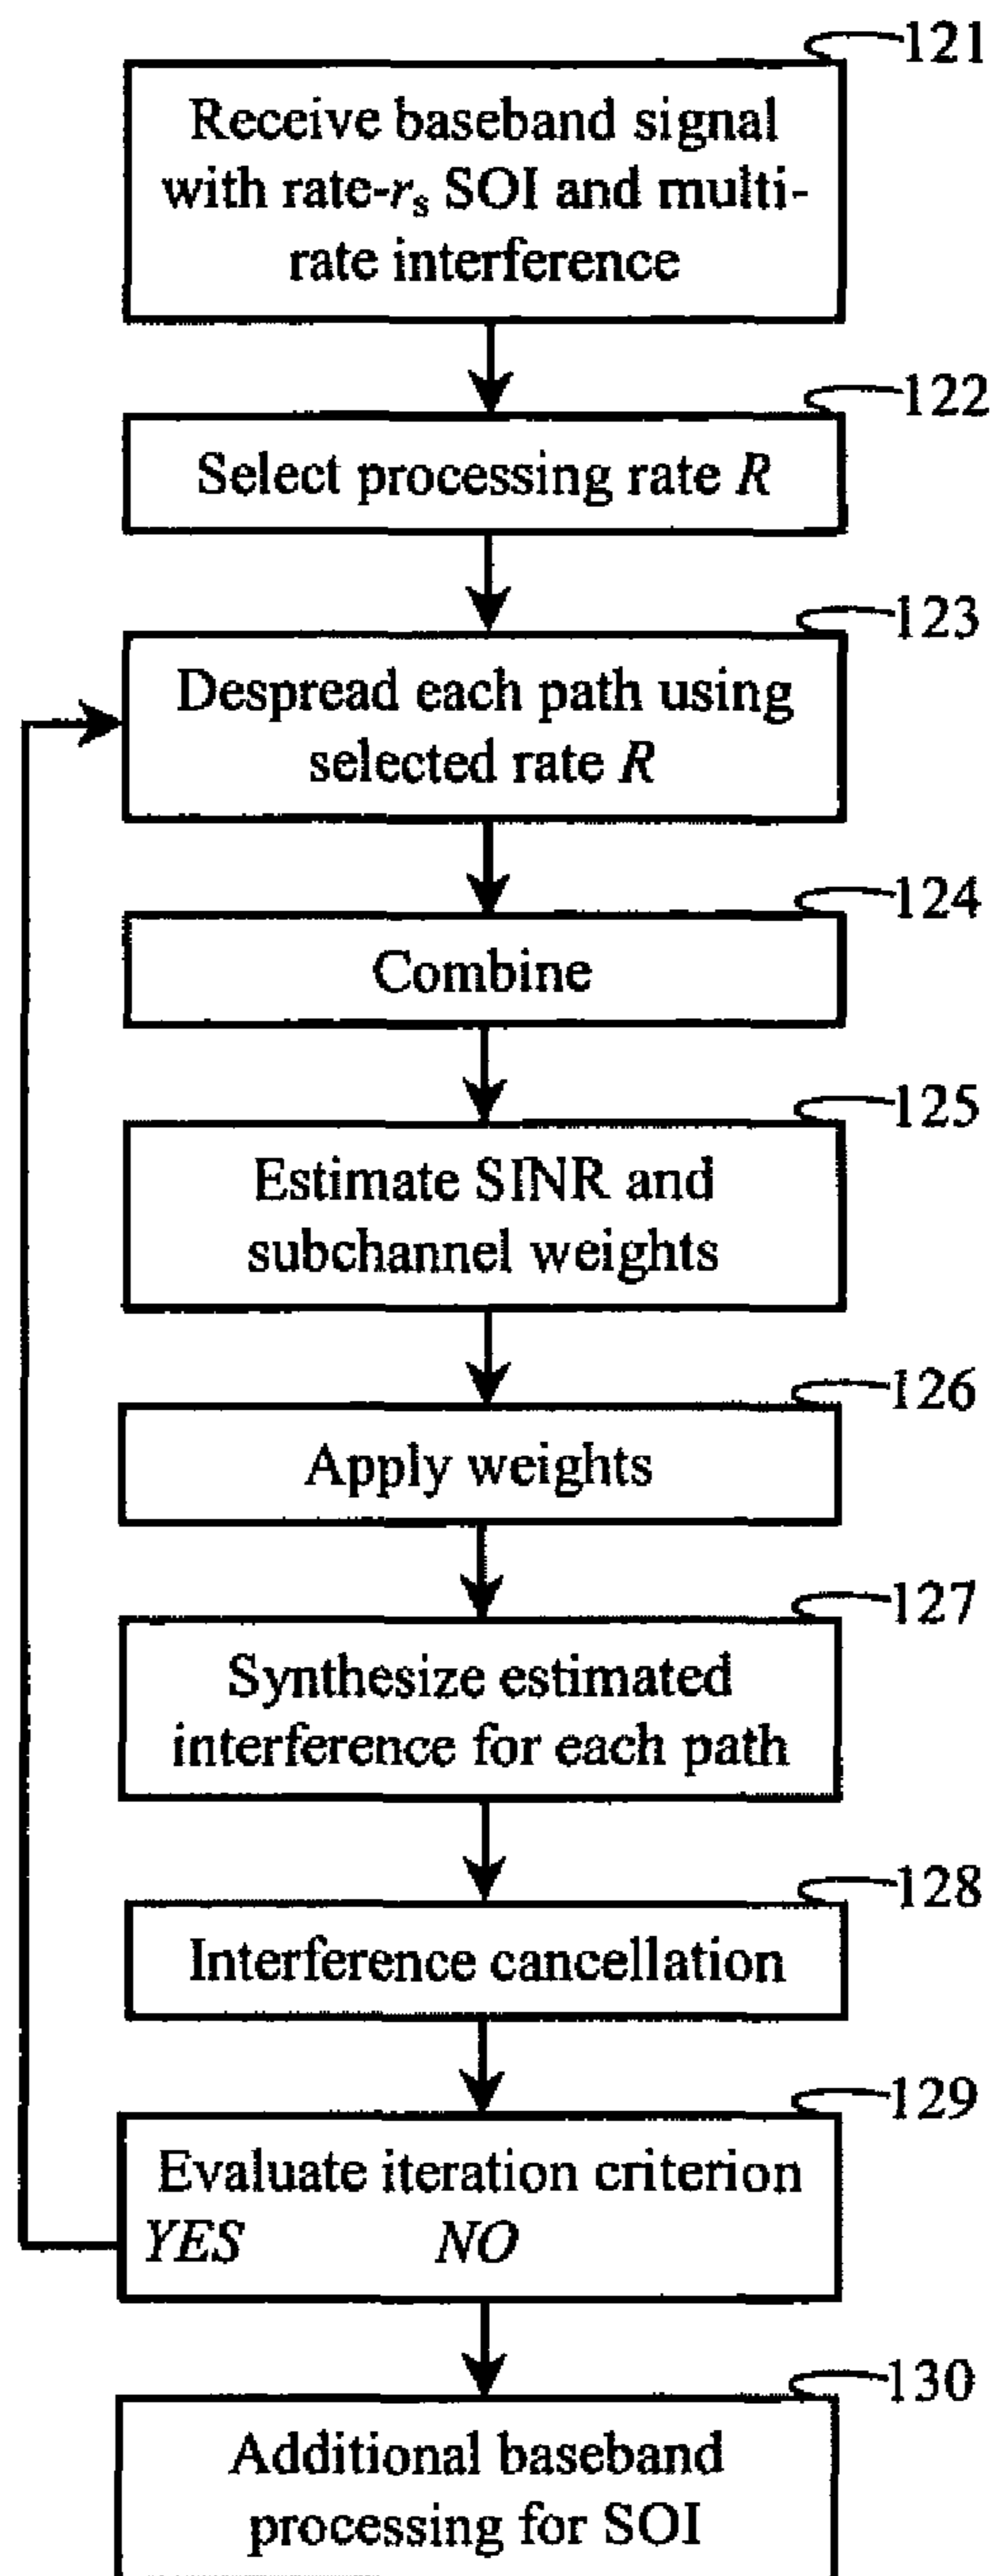 121
Receive baseband signal
with rate-rs SOI and multi-
rate interference
122
Select processing rate R
123
Despread each path using
selected rate R
124
Combine
125
Estimate SINR and
subchannel weights
126
Apply weights
127
Synthesize estimated
interference for each path
128
Interference cancellation
129
Evaluate iteration criterion
YES NO
130
Additional baseband
processing for SOI